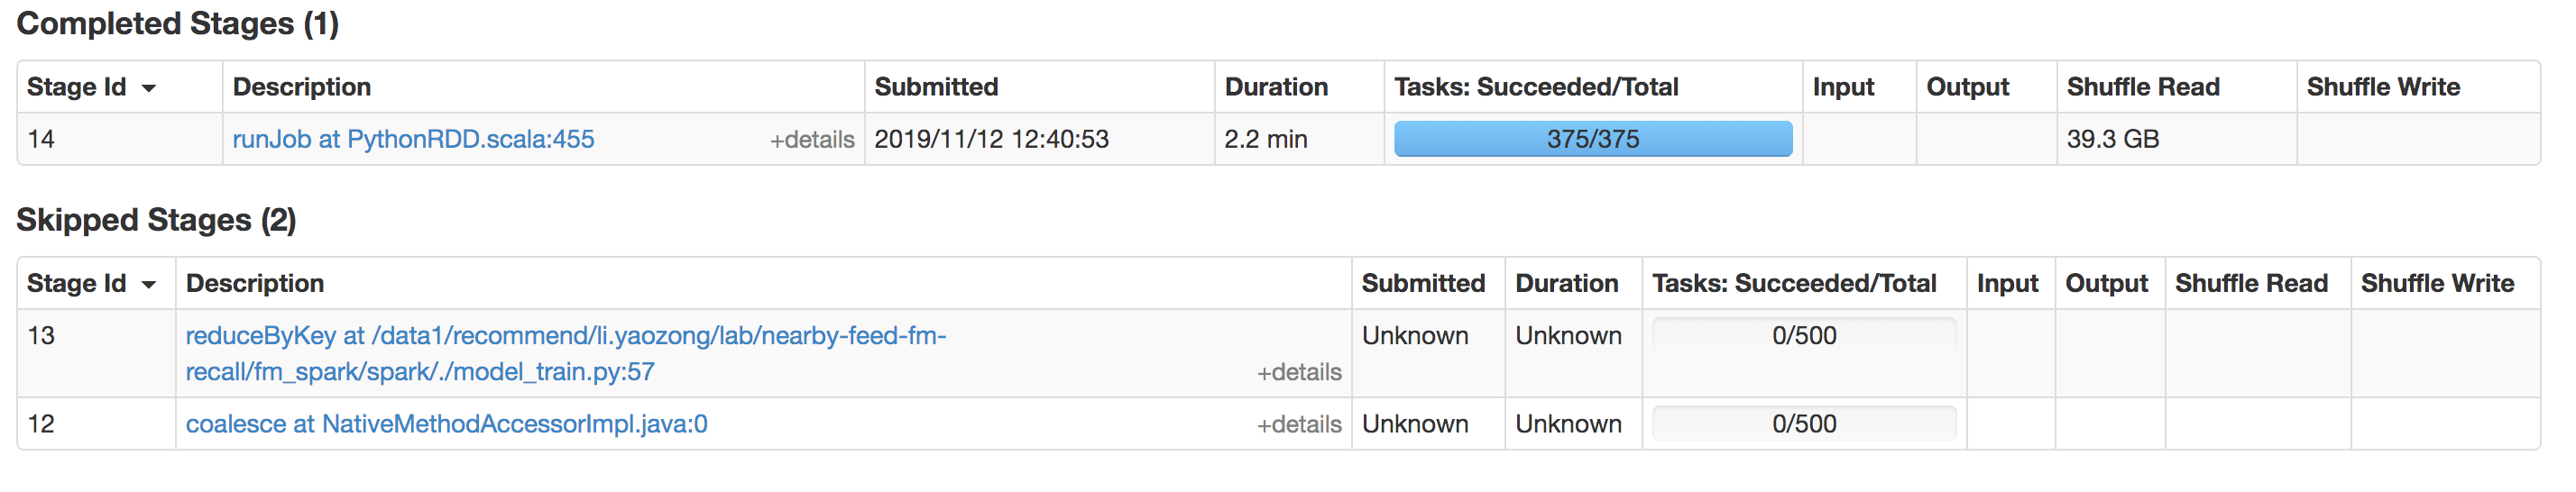 Completed Stages (1)
Stage Id Description Submitted Duration Tasks: Succeeded/Total Input Output Shuffle Read Shuffle Write
14 runJob at PythonRDD.scala:455 +details 2019/11/12 12:40:53 2.2 min 375/375 39.3 GB
Skipped Stages (2)
Stage Id Description Submitted Duration Tasks: Succeeded/Total Input Output Shuffle Read Shuffle Write
13 reduceByKey at /data1/recommend/li.yaozong/lab/nearby-feed-fm- Unknown Unknown 0/500
recall/fm_spark/spark/./model_train.py:57 +details
12 coalesce at NativeMethodAccessorImpl.java:0 +details Unknown Unknown 0/500